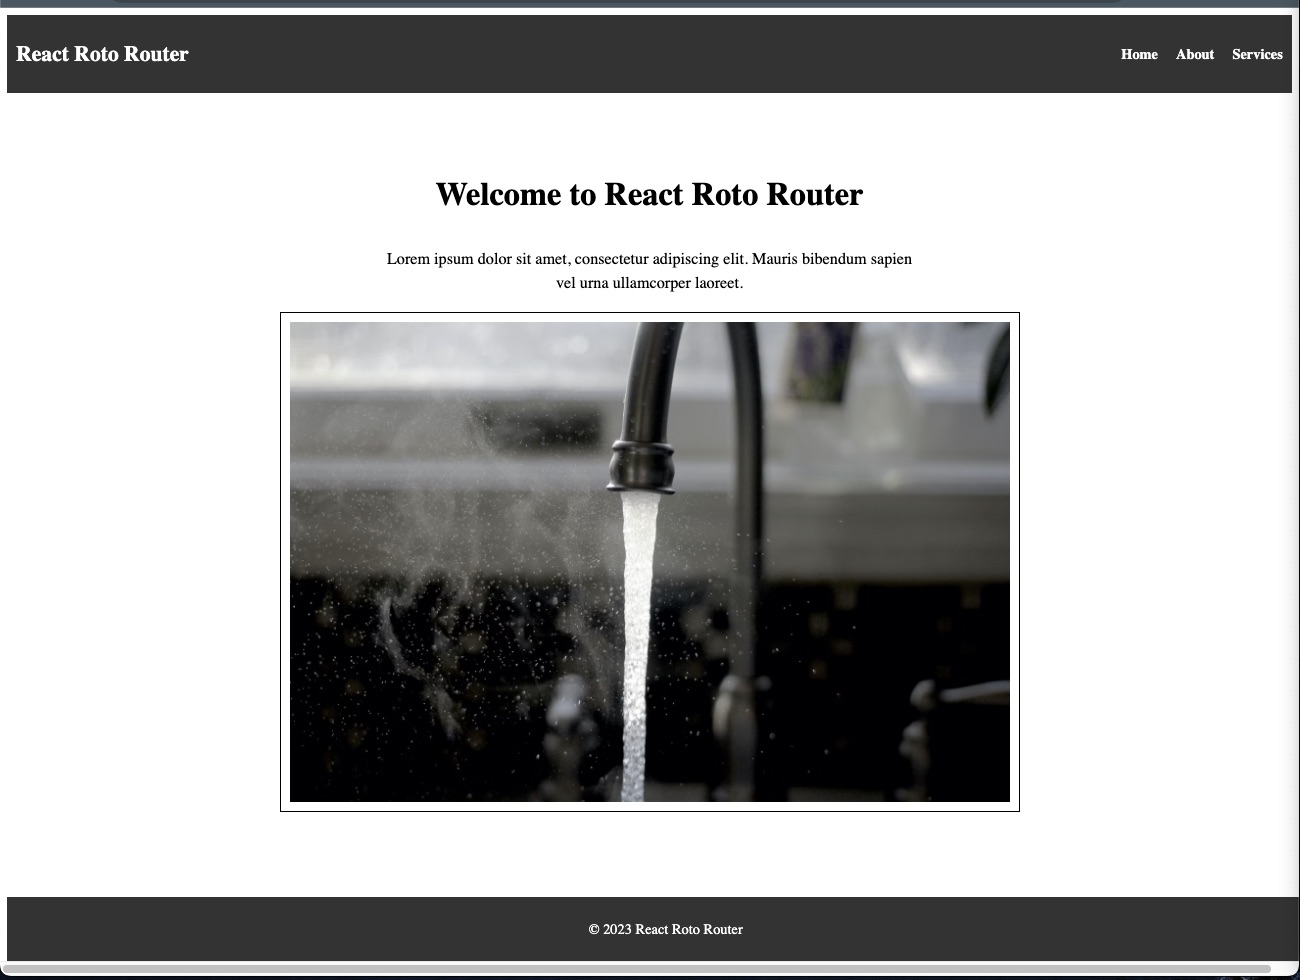 React Roto Router
Home About Services
Welcome to React Roto Router
Lorem ipsum dolor sit amet, consectetur adipiscing elit. Mauris bibendum sapien
vel urna ullamcorper laoreet.
© 2023 React Roto Router